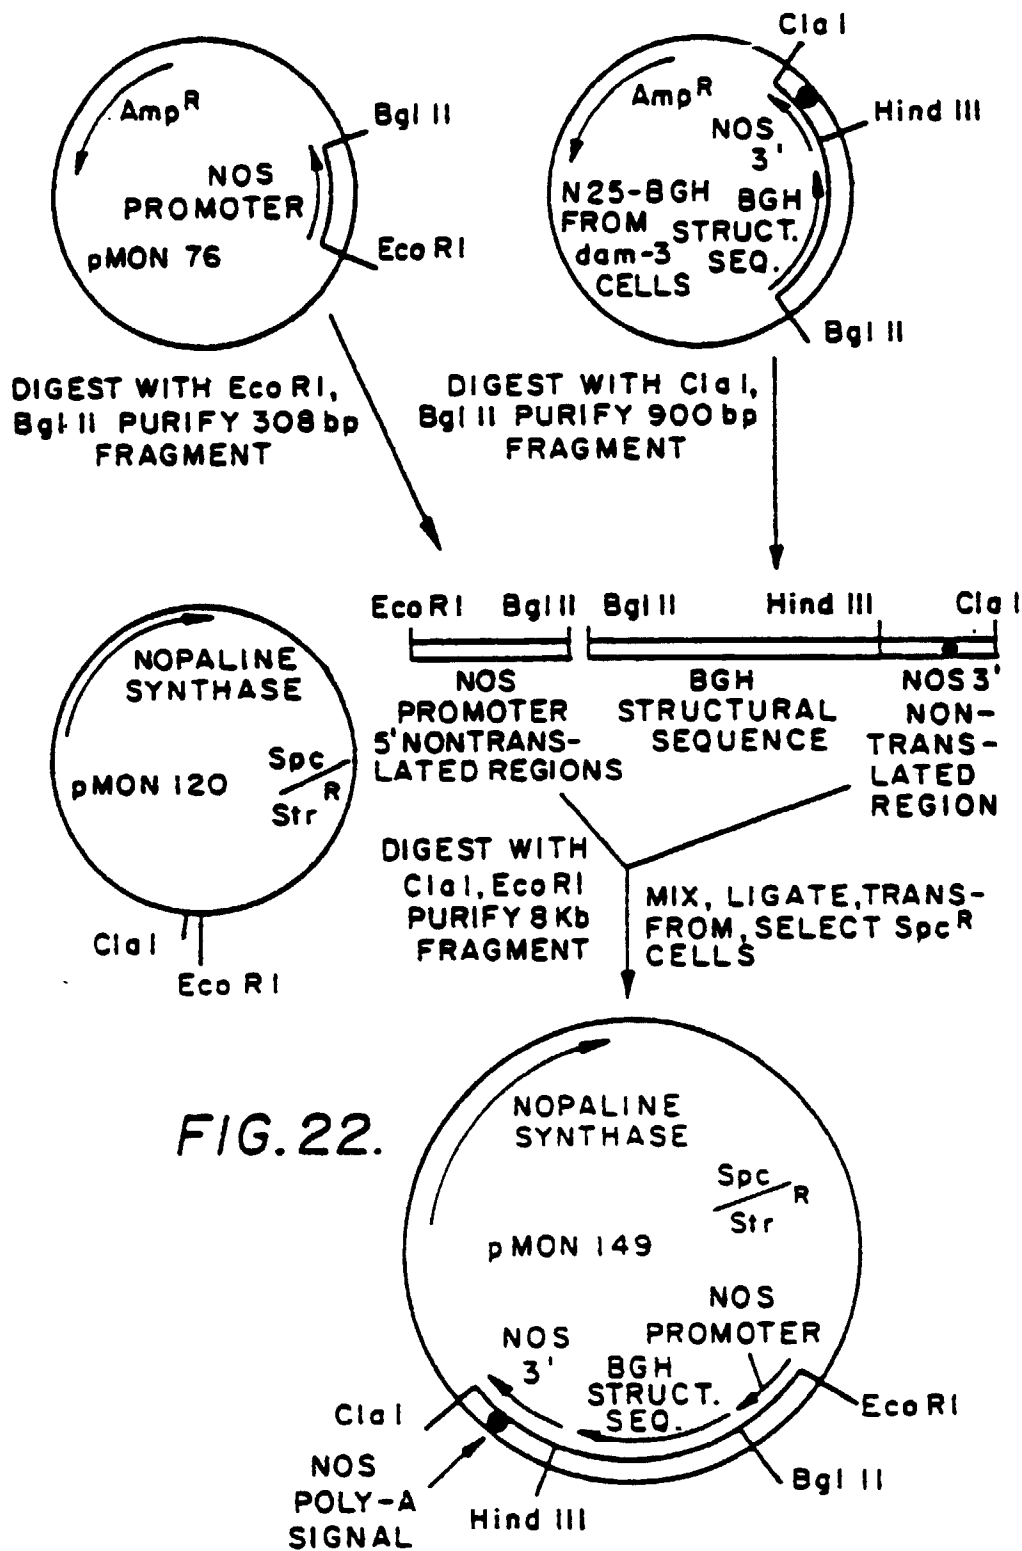 Amp R
Bgl II
NOS
PROMOTER
pMON 76
Eco RI
Cla I
Amp R
Hind III
NOS
3'
N25-BGH
FROM
dam-3
CELLS
BGH
STRUCT.
SEQ.
Bgl II
DIGEST WITH Eco RI,
Bgl II PURIFY 308 bp
FRAGMENT
DIGEST WITH Cla I,
Bgl II PURIFY 900 bp
FRAGMENT
Eco RI Bgl II Bgl II Hind III Cla I
NOS
PROMOTER
5' NONTRANS-
LATED REGIONS
BGH
STRUCTURAL
SEQUENCE
NOS 3'
NON-
TRANS-
LATED
REGION
NOPALINE
SYNTHASE
Spc
Str R
pMON 120
Cla I
Eco RI
DIGEST WITH
Cla I, Eco RI
PURIFY 8 Kb
FRAGMENT
MIX, LIGATE, TRANS-
FROM, SELECT Spc R
CELLS
FIG. 22.
NOPALINE
SYNTHASE
Spc
Str R
pMON 149
NOS
PROMOTER
NOS
3'
BGH
STRUCT.
SEQ.
Cla I
Eco RI
NOS
POLY-A
SIGNAL
Hind III
Bgl II